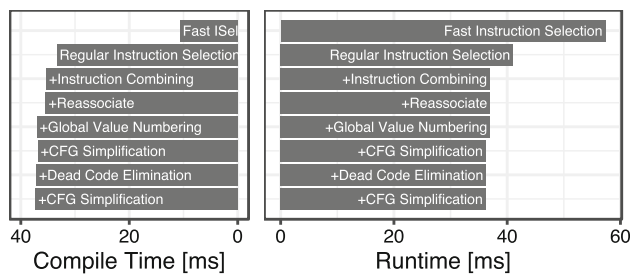 Fast ISel
Fast Instruction Selection
Regular Instruction Selection
Regular Instruction Selection
+Instruction Combining
+Instruction Combining
+Reassociate
+Reassociate
+Global Value Numbering
+Global Value Numbering
+CFG Simplification
+CFG Simplification
+Dead Code Elimination
+Dead Code Elimination
+CFG Simplification
+CFG Simplification
40 20 0
0 20 40 60
Compile Time [ms]
Runtime [ms]